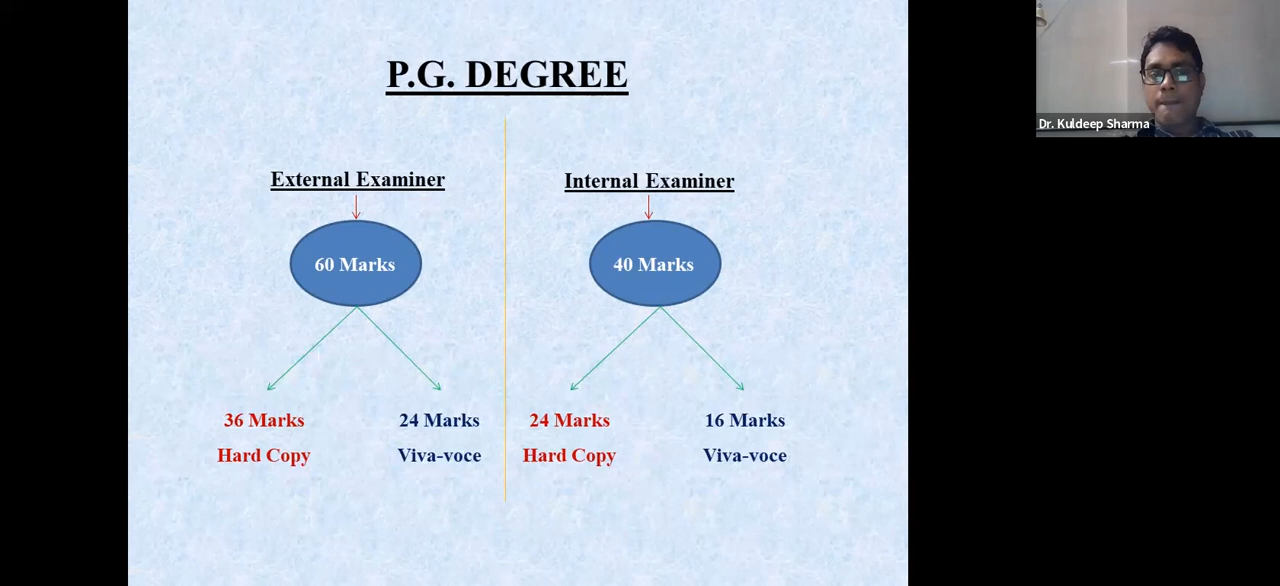 P.G. DEGREE
External Examiner
60 Marks
36 Marks
Hard Copy
24 Marks
Viva-voce
Internal Examiner
40 Marks
24 Marks
Hard Copy
16 Marks
Viva-voce
Dr. Kuldeep Sharma